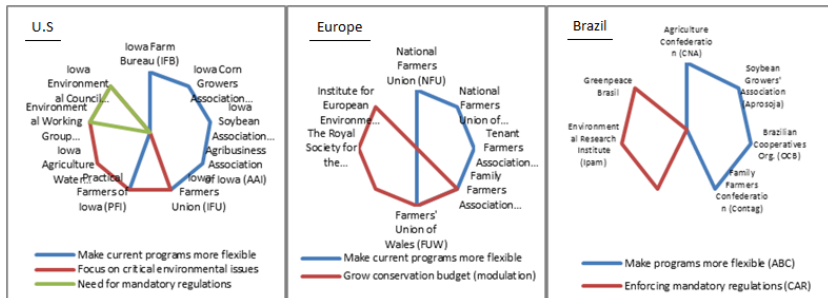 U.S
Iowa Farm
Bureau (IFB)
Iowa Corn
Growers
Association...
Iowa
Soybean
Association...
Agribusiness
Association
of Iowa (AAI)
Iowa
Farmers
Union (IFU)
Practical
Farmers of
Iowa (PFI)
Iowa
Agriculture
Water...
Environment
al Working
Group...
Iowa
Environment
al Council...
Make current programs more flexible
Focus on critical environmental issues
Need for mandatory regulations
Europe
National
Farmers
Union (NFU)
National
Farmers
Union of...
Tenant
Farmers
Association...
Family
Farmers
Association...
Farmers'
Union of
Wales (FUW)
The Royal
Society for
the...
Institute for
European
Environme...
Make current programs more flexible
Grow conservation budget (modulation)
Brazil
Agriculture
Confederatio
n (CNA)
Soybean
Growers'
Association
(Aprosoja)
Brazilian
Cooperatives
Org. (OCB)
Family
Farmers
Confederatio
n (Contag)
Environment
al Research
Institute
(Ipam)
Greenpeace
Brasil
Make programs more flexible (ABC)
Enforcing mandatory regulations (CAR)